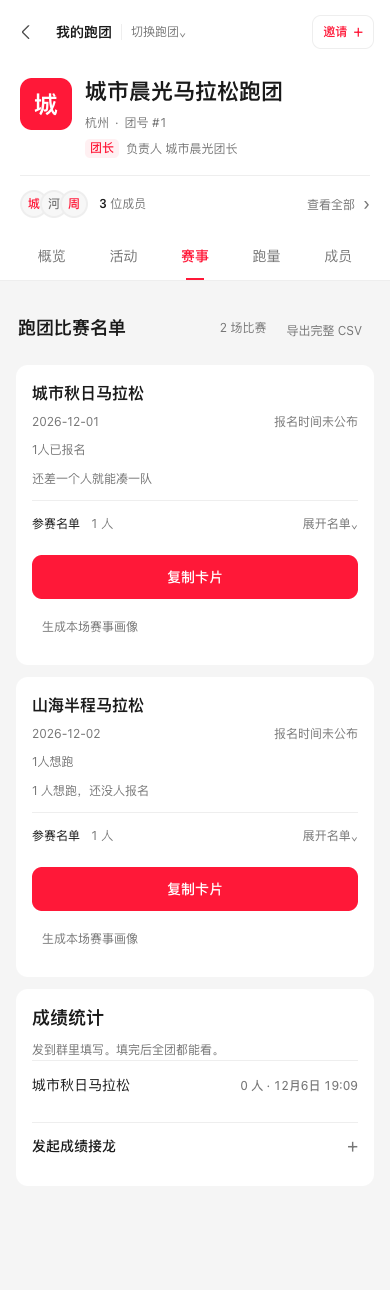 我的跑团 切换跑团 邀请 +
城
城市晨光马拉松跑团
杭州 · 团号 #1
团长 负责人 城市晨光团长
城 河 周 3 位成员 查看全部
概览 活动 赛事 跑量 成员
跑团比赛名单 2 场比赛 导出完整 CSV
城市秋日马拉松
2026-12-01 报名时间未公布
1人已报名
还差一个人就能凑一队
参赛名单 1 人 展开名单
复制卡片
生成本场赛事画像
山海半程马拉松
2026-12-02 报名时间未公布
1人想跑
1 人想跑，还没人报名
参赛名单 1 人 展开名单
复制卡片
生成本场赛事画像
成绩统计
发到群里填写。填完后全团都能看。
城市秋日马拉松 0 人 · 12月6日 19:09
发起成绩接龙 +